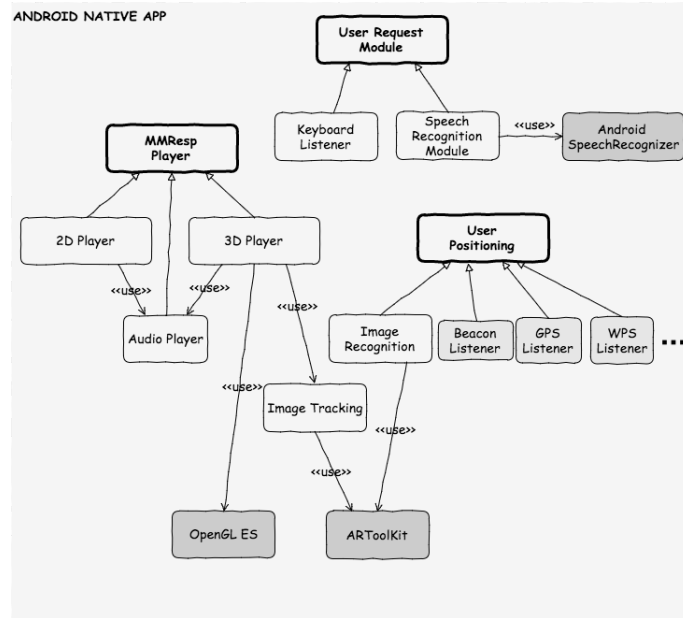 ANDROID NATIVE APP
User Request
Module
Keyboard
Listener
Speech
Recognition
Module
<<use>>
Android
SpeechRecognizer
MMResp
Player
2D Player
3D Player
<<use>>
<<use>>
<<use>>
Audio Player
User
Positioning
Image
Recognition
Beacon
Listener
GPS
Listener
WPS
Listener
...
<<use>>
Image Tracking
<<use>>
<<use>>
OpenGL ES
ARToolKit